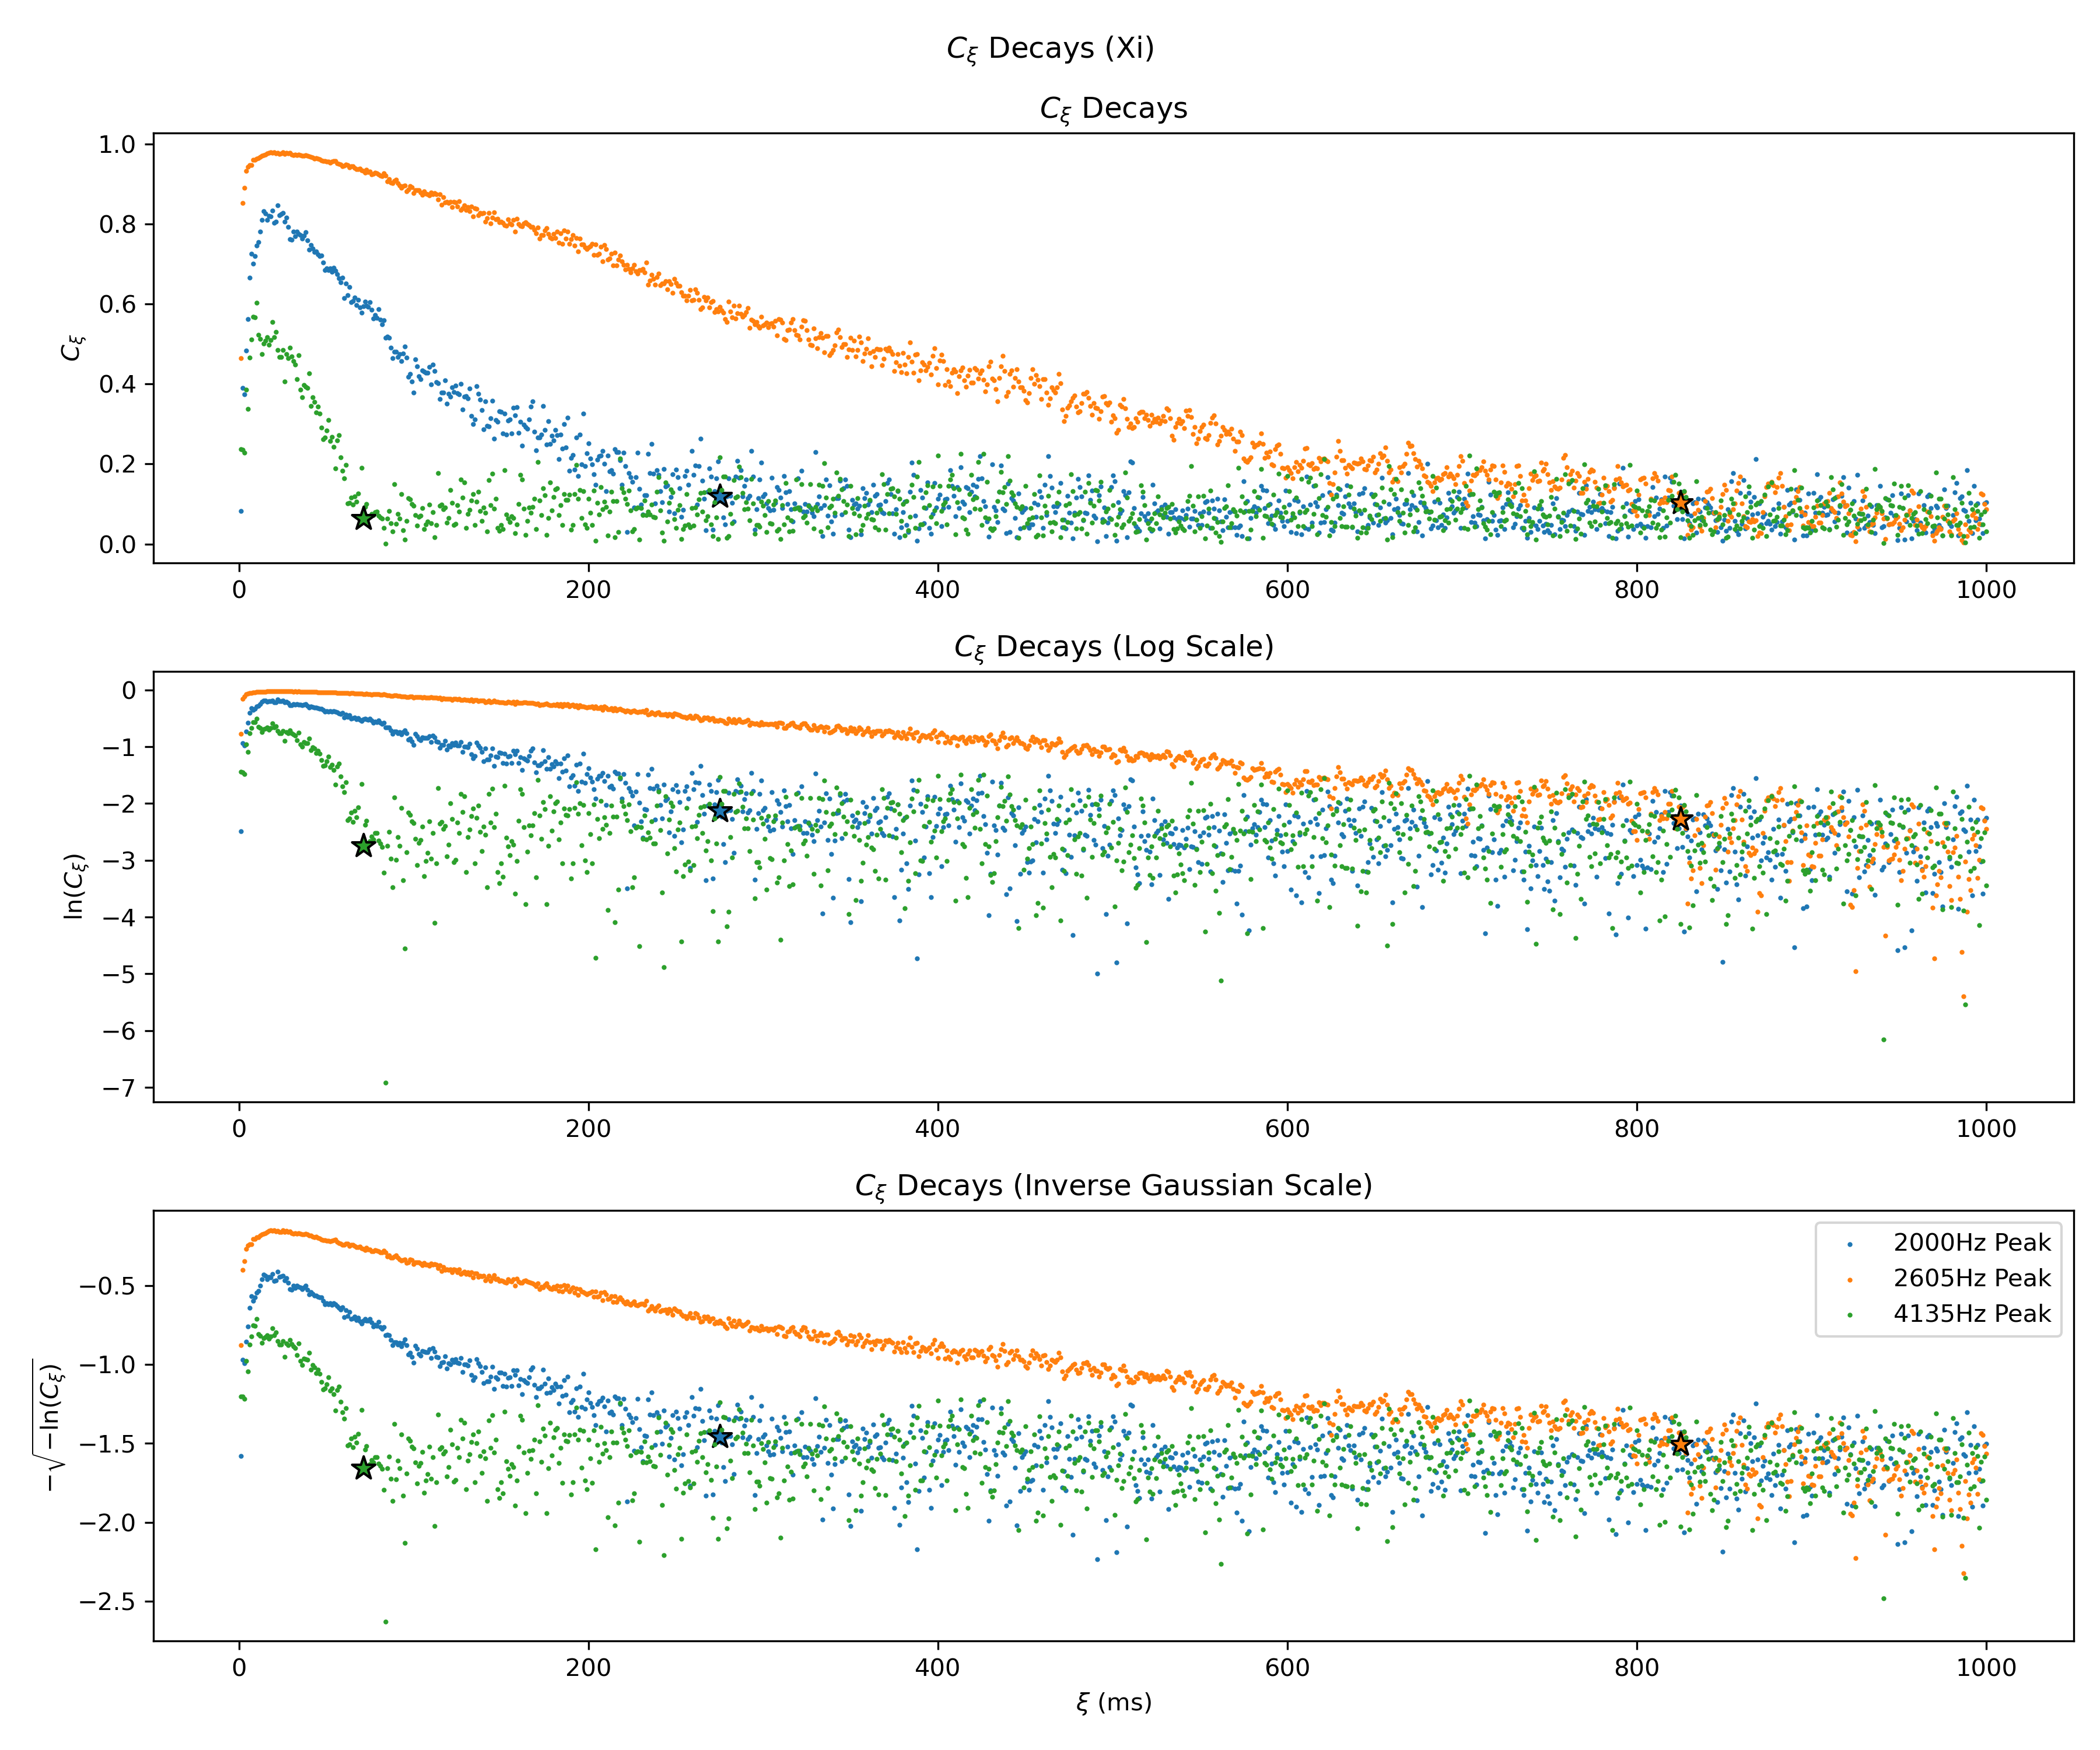 C_ξ Decays (Xi)
C_ξ Decays
C_ξ
1.0
0.8
0.6
0.4
0.2
0.0
0 200 400 600 800 1000
C_ξ Decays (Log Scale)
ln(C_ξ)
0
−1
−2
−3
−4
−5
−6
−7
0 200 400 600 800 1000
C_ξ Decays (Inverse Gaussian Scale)
−√−ln(C_ξ)
−0.5
−1.0
−1.5
−2.0
−2.5
2000Hz Peak
2605Hz Peak
4135Hz Peak
0 200 400 600 800 1000
ξ (ms)